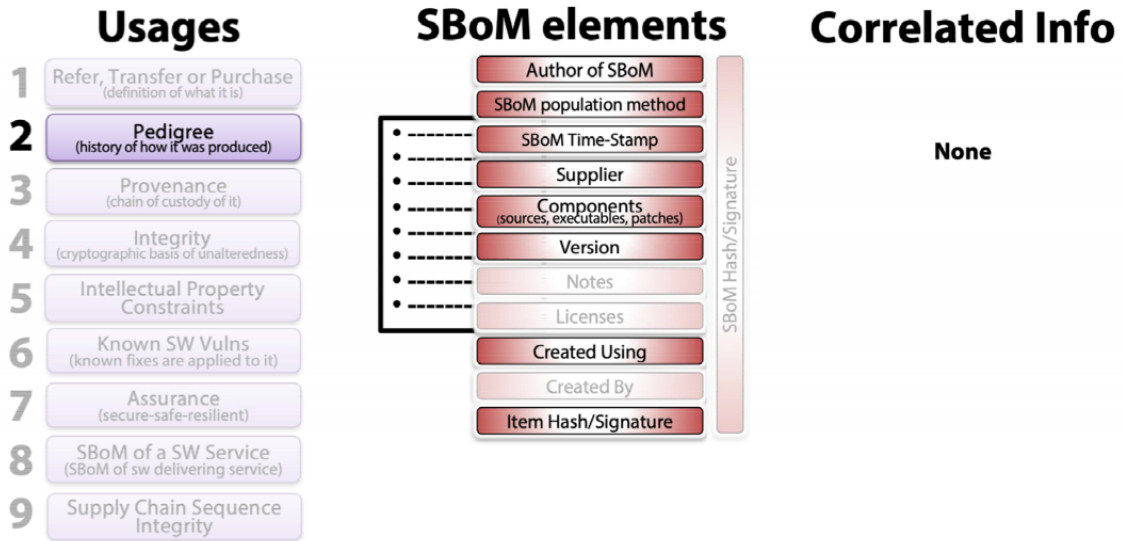 Usages
1
Refer, Transfer or Purchase
(definition of what it is)
2
Pedigree
(history of how it was produced)
3
Provenance
(chain of custody of it)
4
Integrity
(cryptographic basis of unalteredness)
5
Intellectual Property
Constraints
6
Known SW Vulns
(known fixes are applied to it)
7
Assurance
(secure-safe-resilient)
8
SBoM of a SW Service
(SBoM of sw delivering service)
9
Supply Chain Sequence
Integrity
SBoM elements
Author of SBoM
SBoM population method
SBoM Time-Stamp
Supplier
Components
(sources, executables, patches)
Version
Notes
Licenses
Created Using
Created By
Item Hash/Signature
SBoM Hash/Signature
Correlated Info
None